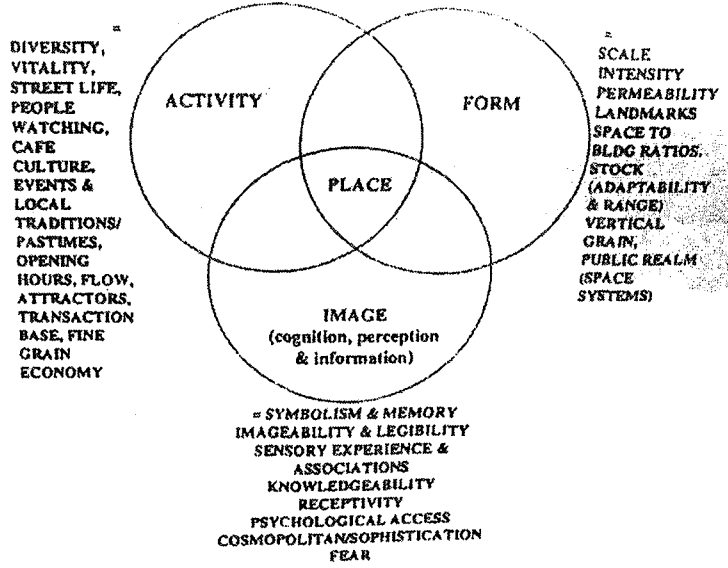 =
DIVERSITY,
VITALITY,
STREET LIFE,
PEOPLE
WATCHING,
CAFE
CULTURE,
EVENTS &
LOCAL
TRADITIONS/
PASTIMES,
OPENING
HOURS, FLOW,
ATTRACTORS,
TRANSACTION
BASE, FINE
GRAIN
ECONOMY
ACTIVITY
FORM
PLACE
IMAGE
(cognition, perception
& information)
=
SCALE
INTENSITY
PERMEABILITY
LANDMARKS
SPACE TO
BLDG RATIOS,
STOCK
(ADAPTABILITY
& RANGE)
VERTICAL
GRAIN,
PUBLIC REALM
(SPACE
SYSTEMS)
= SYMBOLISM & MEMORY
IMAGEABILITY & LEGIBILITY
SENSORY EXPERIENCE &
ASSOCIATIONS
KNOWLEDGEABILITY
RECEPTIVITY
PSYCHOLOGICAL ACCESS
COSMOPOLITAN/SOPHISTICATION
FEAR